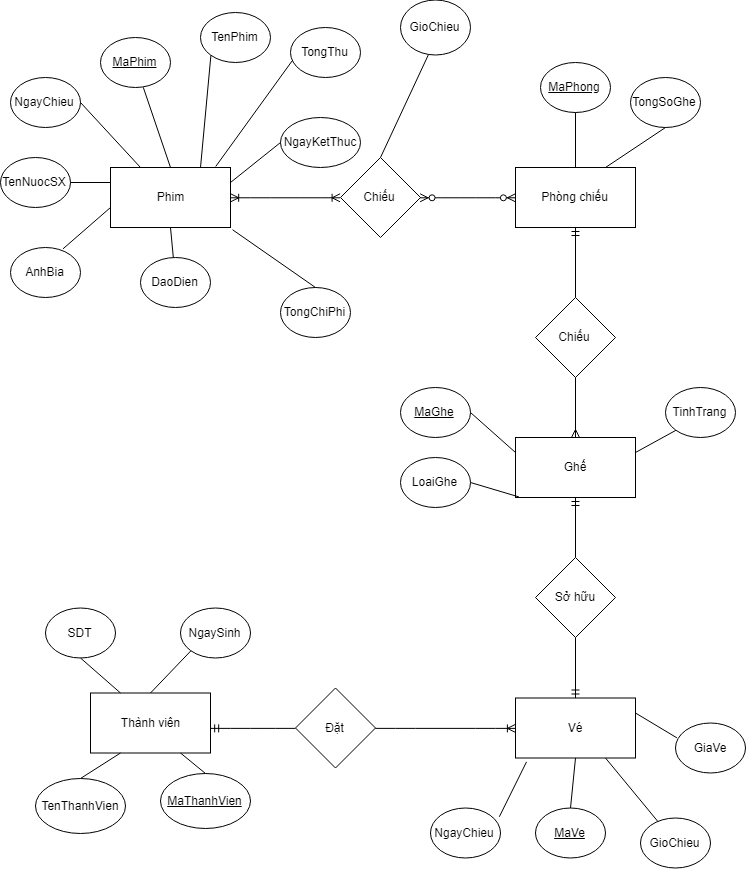 GioChieu
TenPhim
TongThu
MaPhim
MaPhong
TongSoGhe
NgayChieu
NgayKetThuc
TenNuocSX
Phim
Chiếu
Phòng chiếu
AnhBia
DaoDien
TongChiPhi
Chiếu
MaGhe
TinhTrang
Ghế
LoaiGhe
Sở hữu
SDT
NgaySinh
Thành viên
Đặt
Vé
GiaVe
TenThanhVien
MaThanhVien
NgayChieu
MaVe
GioChieu